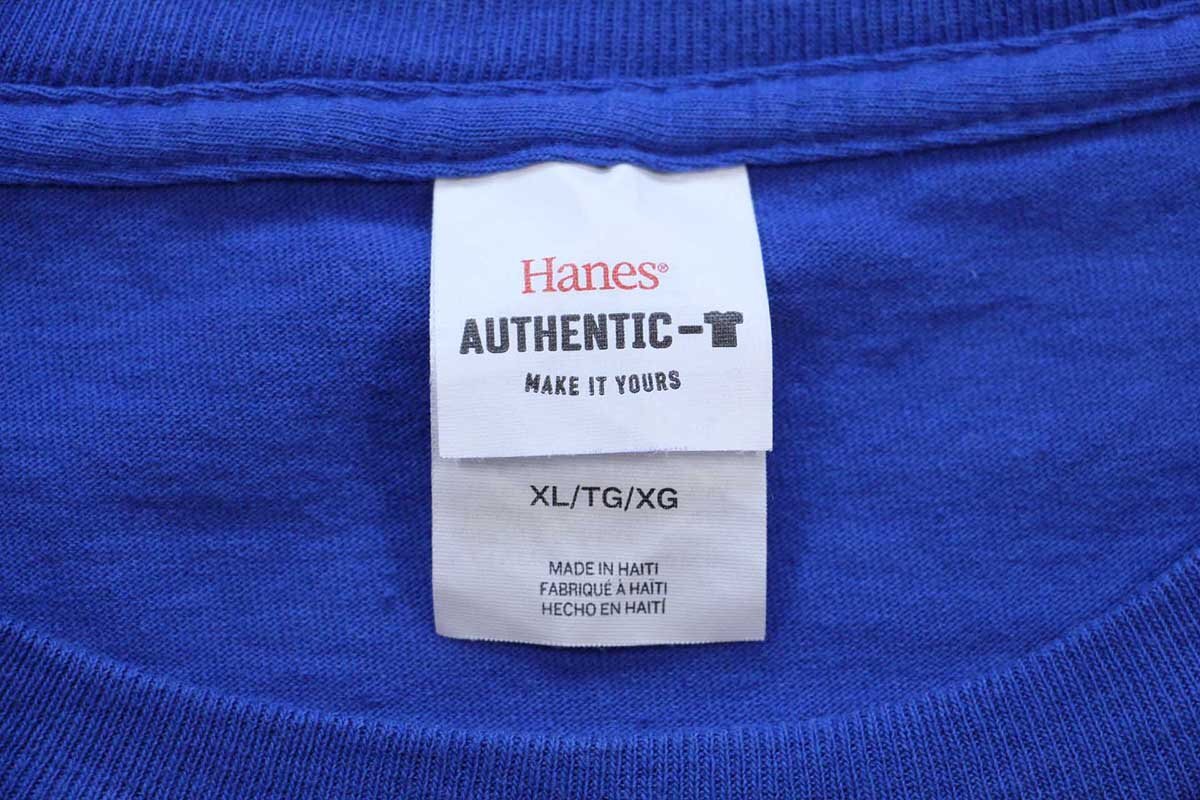 Hanes®
AUTHENTIC-T
MAKE IT YOURS
XL/TG/XG
MADE IN HAITI
FABRIQUÉ À HAÏTI
HECHO EN HAITÍ